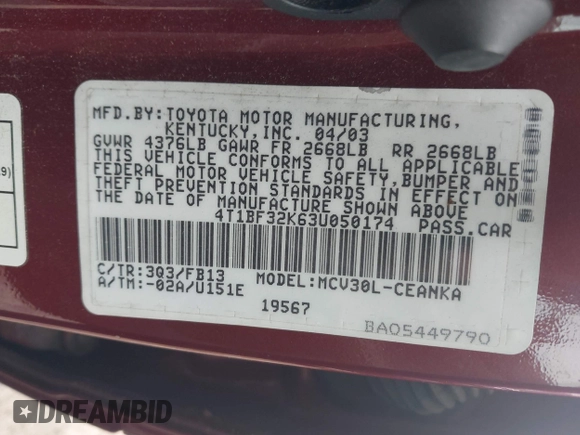 MFD.BY:TOYOTA MOTOR MANUFACTURING,
KENTUCKY,INC. 04/03
GVWR 4376LB GAWR FR 2668LB RR 2668LB
THIS VEHICLE CONFORMS TO ALL APPLICABLE
FEDERAL MOTOR VEHICLE SAFETY,BUMPER AND
THEFT PREVENTION STANDARDS IN EFFECT ON
THE DATE OF MANUFACTURE SHOWN ABOVE
4T1BF32K63U050174 PASS.CAR
C/TR:3Q3/FB13 MODEL:MCV30L-CEANKA
A/TM:-02A/U151E
19567
BA05449790
DREAMBID